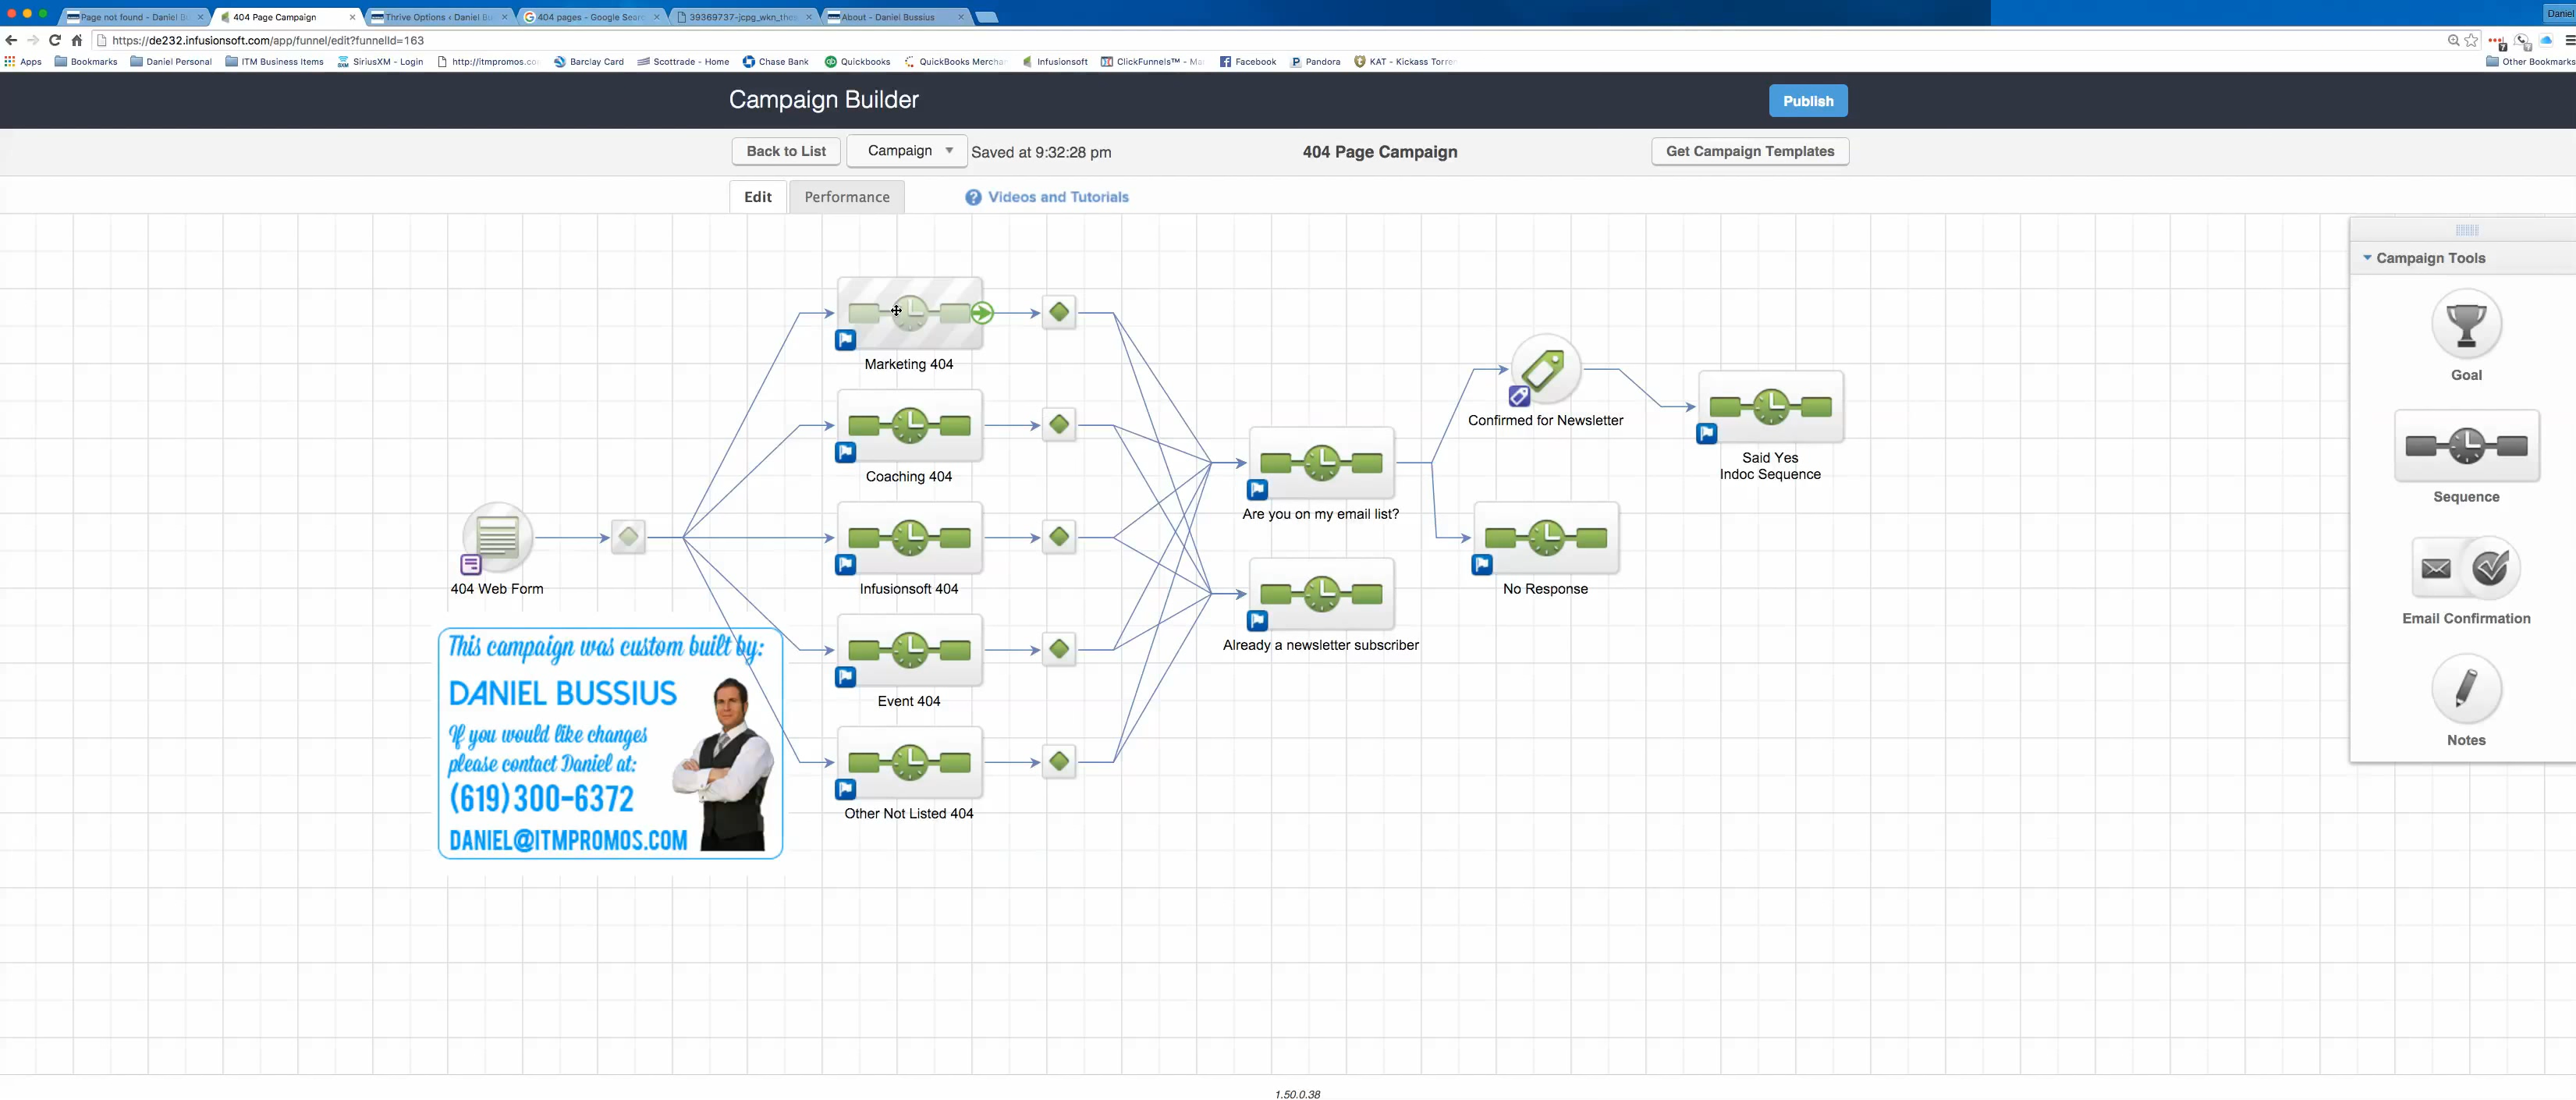 Page not found - Daniel B
404 Page Campaign
Thrive Options ‹ Daniel Bu
404 pages - Google Sear
39369737-jcpg_wkn_thes
About - Daniel Bussius
Daniel
https://de232.infusionsoft.com/app/funnel/edit?funnelId=163
Apps
Bookmarks
Daniel Personal
ITM Business Items
SiriusXM - Login
http://itmpromos.co
Barclay Card
Scottrade - Home
Chase Bank
Quickbooks
QuickBooks Mercha
Infusionsoft
ClickFunnels™ - Ma
Facebook
Pandora
KAT - Kickass Torren
Other Bookmarks
Campaign Builder
Publish
Back to List
Campaign
Saved at 9:32:28 pm
404 Page Campaign
Get Campaign Templates
Edit
Performance
Videos and Tutorials
Campaign Tools
Goal
Sequence
Email Confirmation
Notes
Marketing 404
Coaching 404
Infusionsoft 404
Event 404
Other Not Listed 404
404 Web Form
Are you on my email list?
Already a newsletter subscriber
Confirmed for Newsletter
No Response
Said Yes
Indoc Sequence
This campaign was custom built by:
DANIEL BUSSIUS
If you would like changes
please contact Daniel at:
(619)300-6372
DANIEL@ITMPROMOS.COM
1.50.0.38